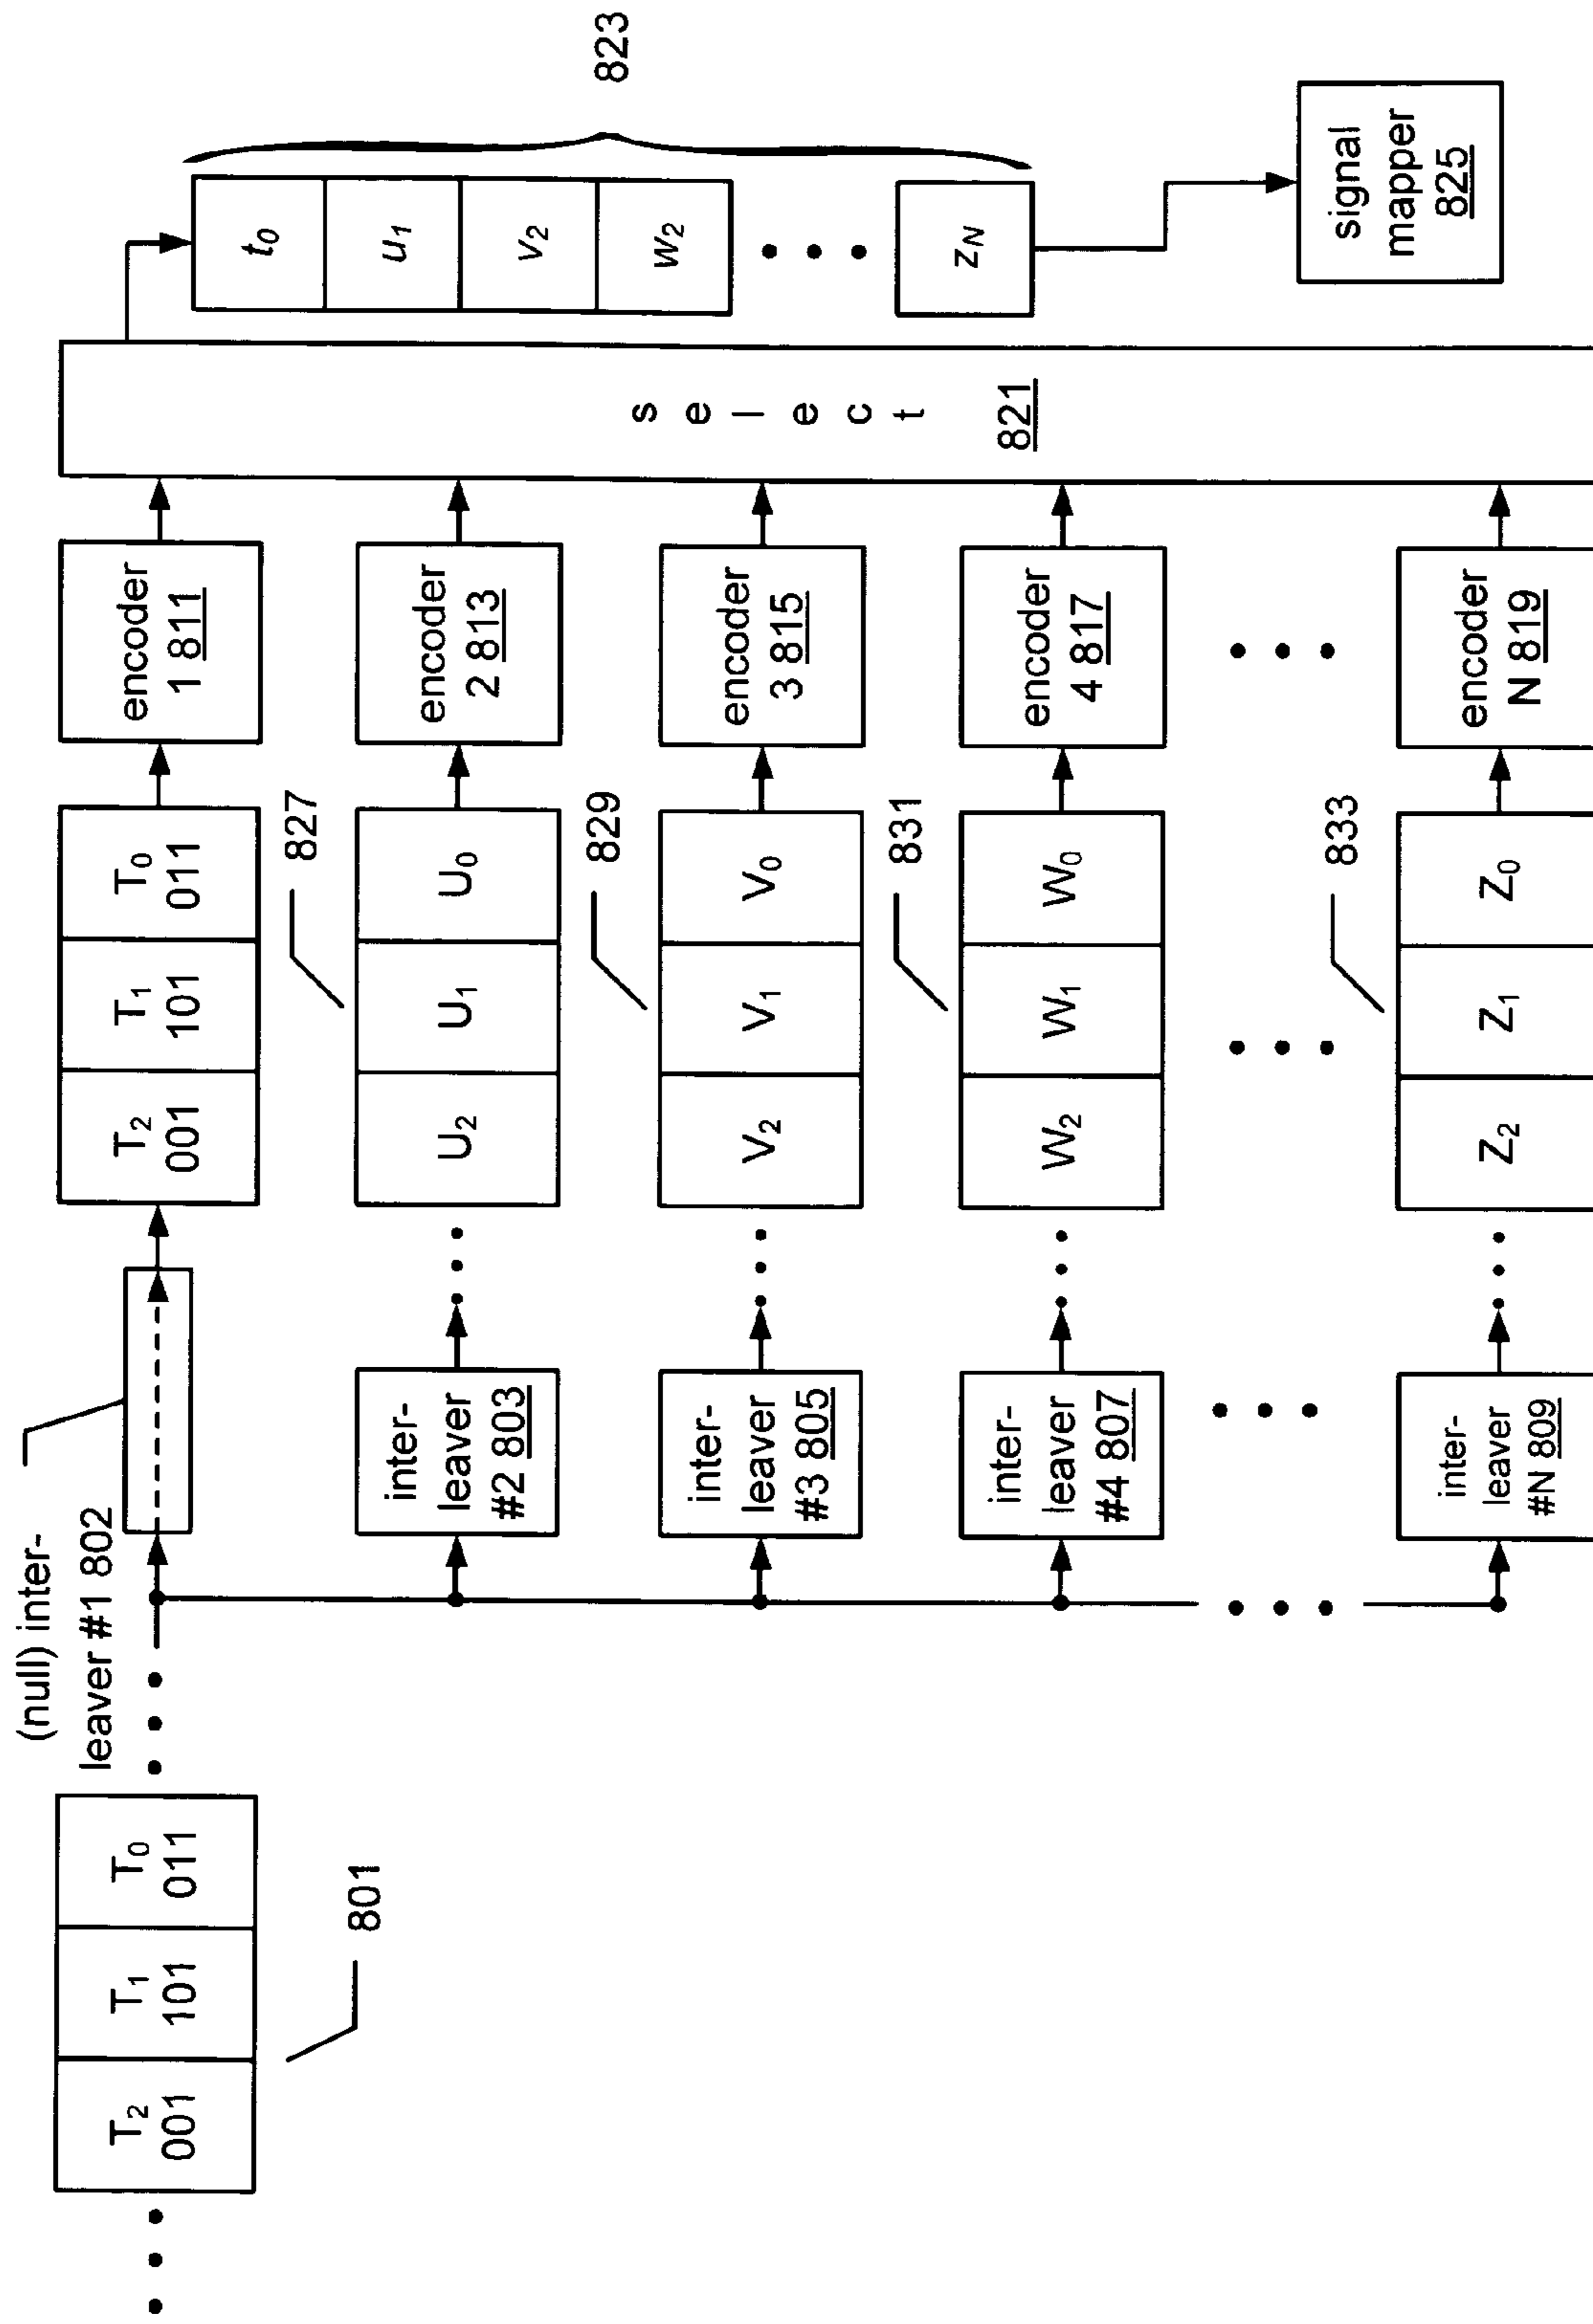 T2
001
T1
101
T0
011
801
(null) inter-
leaver #1 802
T2
001
T1
101
T0
011
encoder
1 811
inter-
leaver
#2 803
U2
U1
U0
827
encoder
2 813
inter-
leaver
#3 805
V2
V1
V0
829
encoder
3 815
inter-
leaver
#4 807
W2
W1
W0
831
encoder
4 817
inter-
leaver
#N 809
Z2
Z1
Z0
833
encoder
N 819
select
821
t0
u1
v2
w2
zN
823
signal
mapper
825